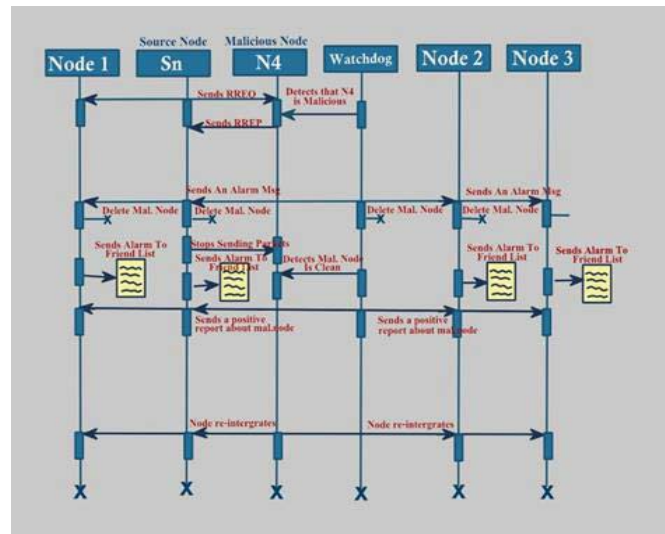 Source Node Malicious Node
Node 1 Sn N4 Watchdog Node 2 Node 3
Sends RREQ
Detects that N4
is Malicious
Sends RREP
Sends An Alarm Msg
Sends An Alarm Msg
Delete Mal. Node
Delete Mal. Node
Delete Mal. Node
Delete Mal. Node
X
X
X
X
Stops Sending Parkets
Sends Alarm To
Friend List
Sends Alarm To
Friend List
Detects Mal. Node
Is Clean
Sends Alarm To
Friend List
Sends Alarm To
Friend List
Sends a positive
report about mal.node
Sends a positive
report about mal.node
Node re-intergrates
Node re-intergrates
X X X X X X